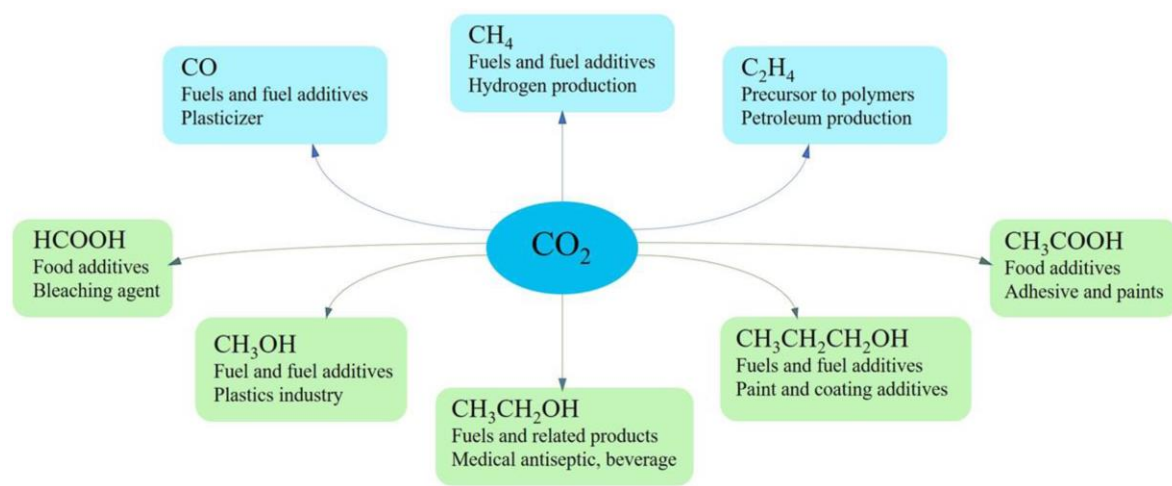 CO
Fuels and fuel additives
Plasticizer
CH₄
Fuels and fuel additives
Hydrogen production
C₂H₄
Precursor to polymers
Petroleum production
CO₂
HCOOH
Food additives
Bleaching agent
CH₃OH
Fuel and fuel additives
Plastics industry
CH₃CH₂OH
Fuels and related products
Medical antiseptic, beverage
CH₃CH₂CH₂OH
Fuels and fuel additives
Paint and coating additives
CH₃COOH
Food additives
Adhesive and paints